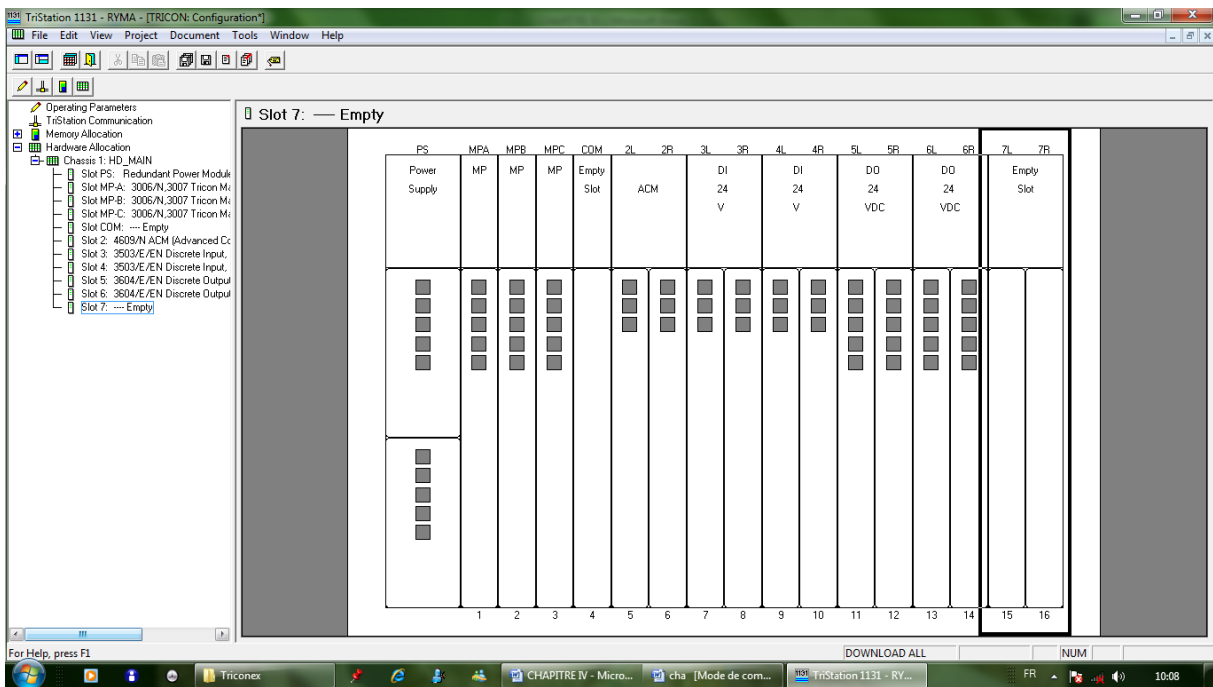 TriStation 1131 - RYMA - [TRICON: Configuration*]
File Edit View Project Document Tools Window Help
Operating Parameters
TriStation Communication
Memory Allocation
Hardware Allocation
Chassis 1: HD_MAIN
Slot PS: Redundant Power Module
Slot MP-A: 3006/N,3007 Tricon Ma
Slot MP-B: 3006/N,3007 Tricon Ma
Slot MP-C: 3006/N,3007 Tricon Ma
Slot COM: --- Empty
Slot 2: 4609/N ACM (Advanced Co
Slot 3: 3503/E/EN Discrete Input,
Slot 4: 3503/E/EN Discrete Input,
Slot 5: 3604/E/EN Discrete Output
Slot 6: 3604/E/EN Discrete Output
Slot 7: --- Empty
Slot 7: --- Empty
PS MPA MPB MPC COM 2L 2R 3L 3R 4L 4R 5L 5R 6L 6R 7L 7R
Power MP MP MP Empty DI DI DO DO Empty
Supply Slot ACM 24 24 24 24 Slot
V V VDC VDC
1 2 3 4 5 6 7 8 9 10 11 12 13 14 15 16
For Help, press F1 DOWNLOAD ALL NUM
Triconex CHAPITRE IV - Micro... cha [Mode de com... TriStation 1131 - RY... FR 10:08